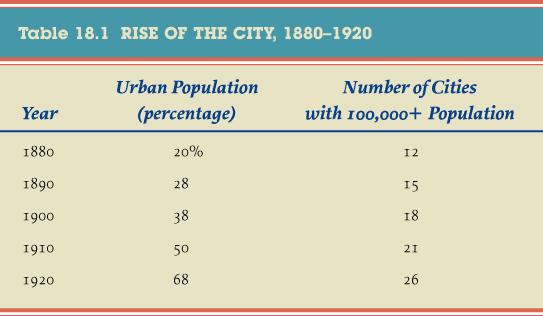 Table 18.1 RISE OF THE CITY, 1880–1920
Urban Population Number of Cities
Year (percentage) with 100,000+ Population
1880 20% 12
1890 28 15
1900 38 18
1910 50 21
1920 68 26